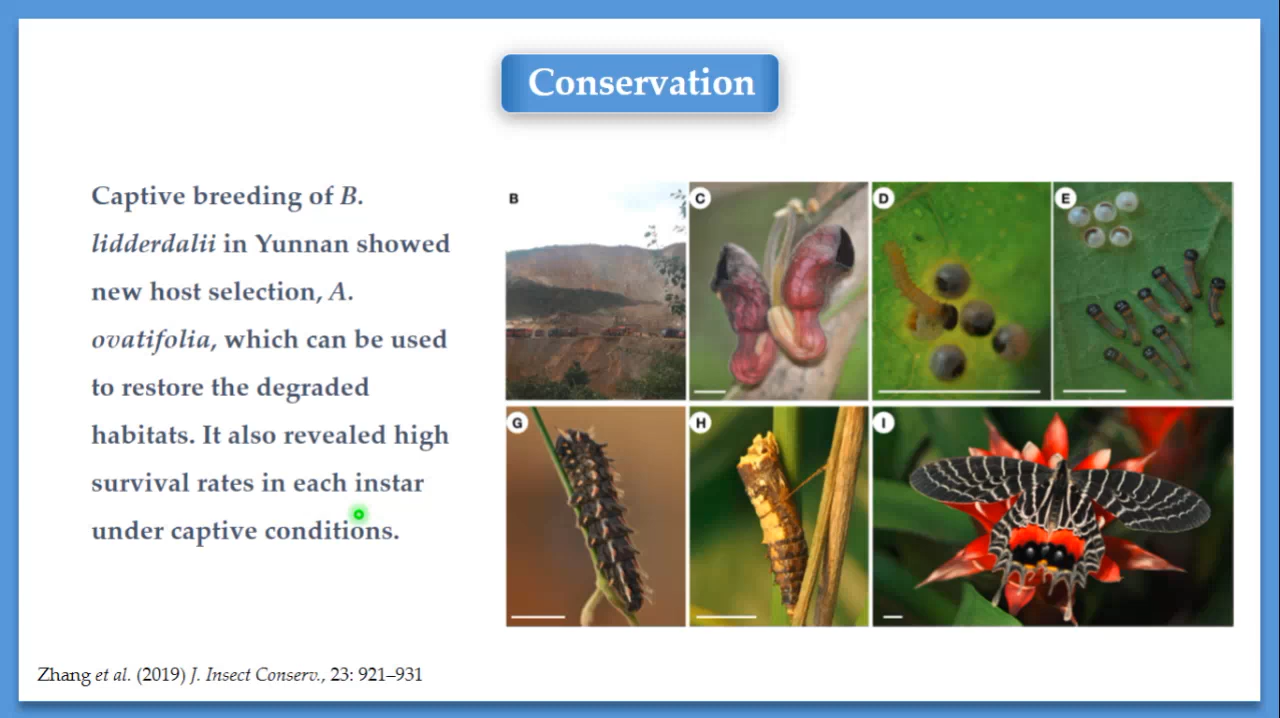 Conservation
Captive breeding of B.
lidderdalii in Yunnan showed
new host selection, A.
ovatifolia, which can be used
to restore the degraded
habitats. It also revealed high
survival rates in each instar
under captive conditions.
B
C
D
E
G
H
I
Zhang et al. (2019) J. Insect Conserv., 23: 921–931